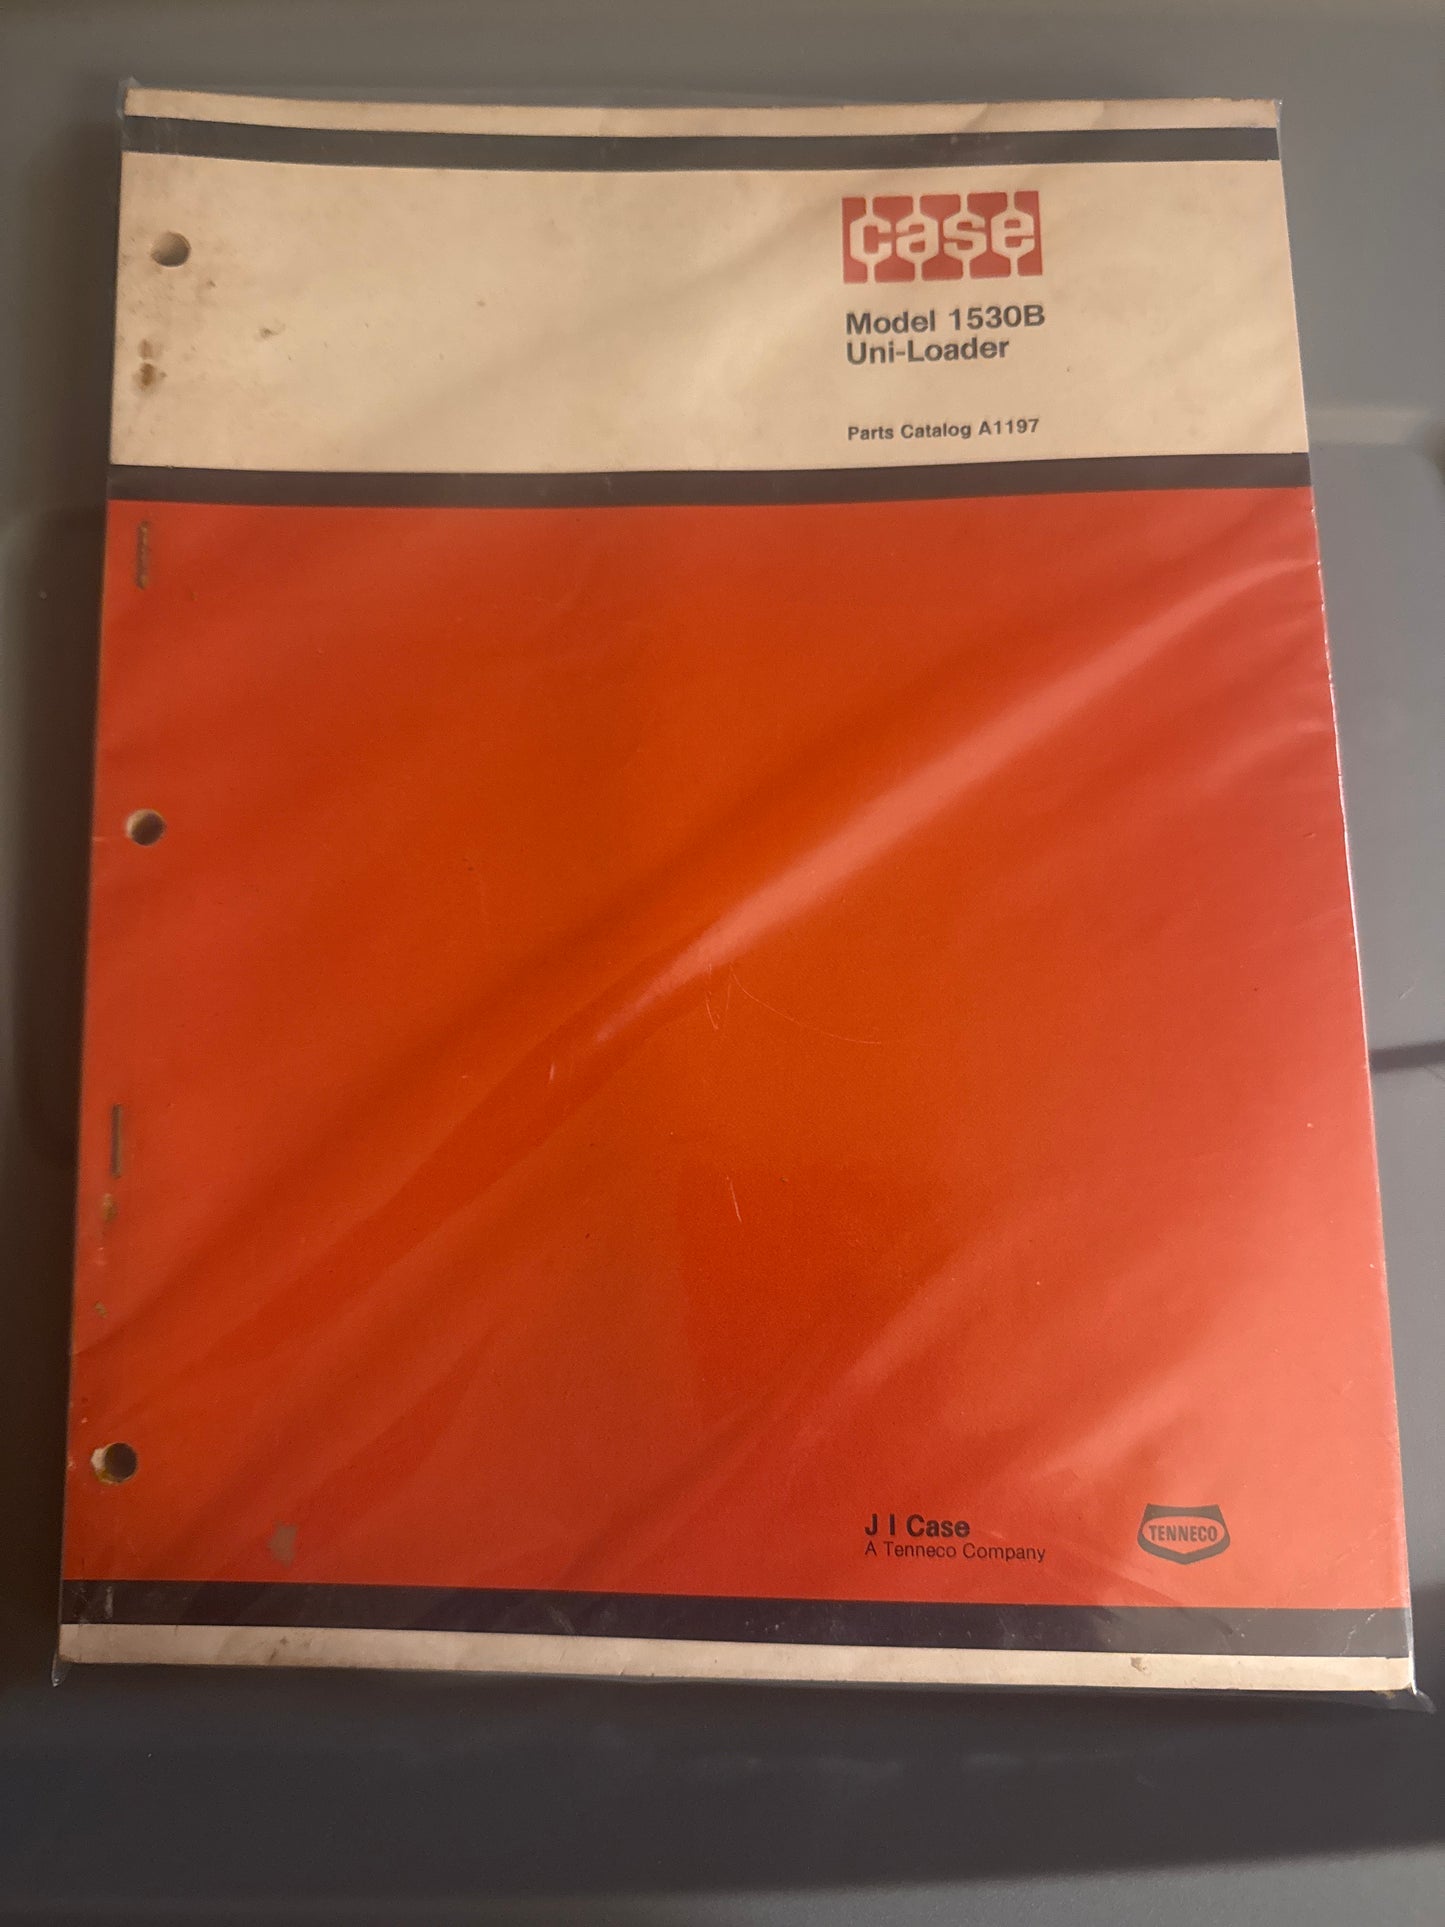 case
Model 1530B
Uni-Loader
Parts Catalog A1197
J I Case
A Tenneco Company
TENNECO